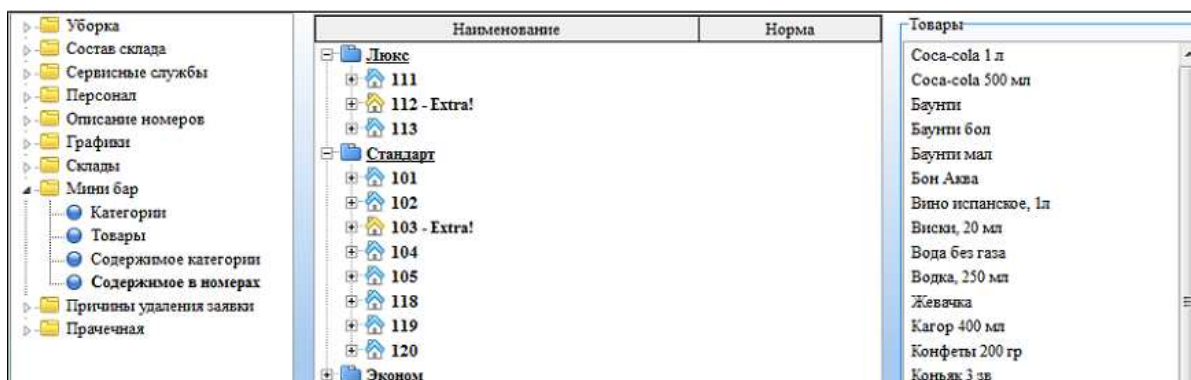 Уборка
Состав склада
Сервисные службы
Персонал
Описание номеров
Графики
Склады
Мини бар
Категории
Товары
Содержимое категории
Содержимое в номерах
Причины удаления заявки
Прачечная
Наименование Норма
Люкс
111
112 - Extra!
113
Стандарт
101
102
103 - Extra!
104
105
118
119
120
Эконом
Товары
Coca-cola 1 л
Coca-cola 500 мл
Баунти
Баунти бол
Баунти мал
Бон Аква
Вино испанское, 1л
Виски, 20 мл
Вода без газа
Водка, 250 мл
Жевачка
Кагор 400 мл
Конфеты 200 гр
Коньяк 3 зв